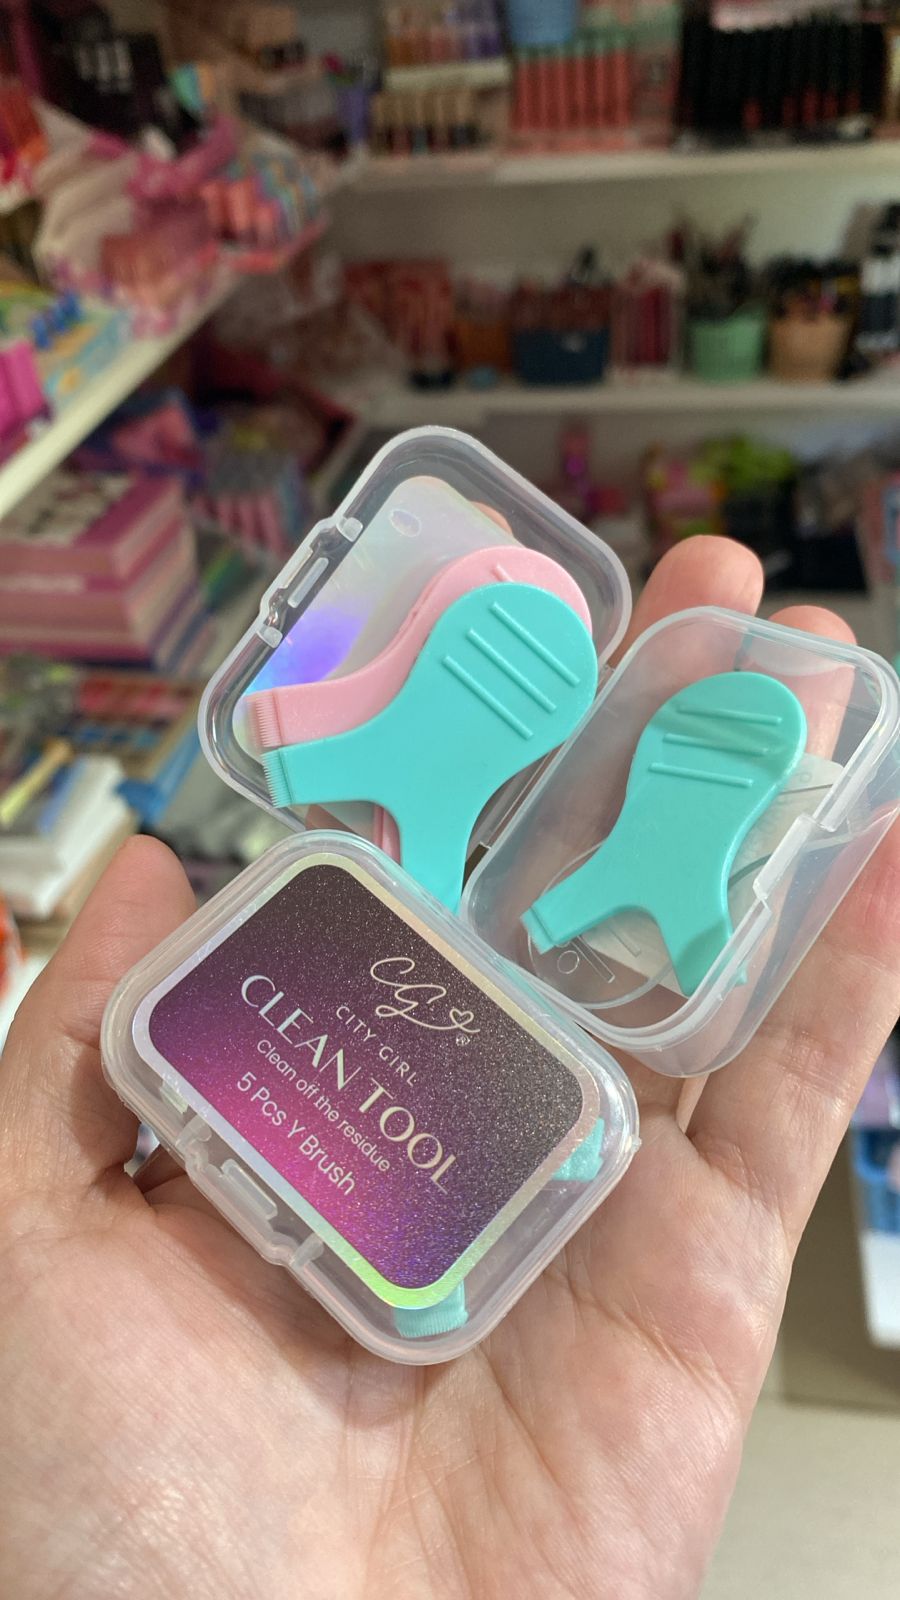 CG
®
CITY GIRL
CLEAN TOOL
Clean off the residue
5 Pcs Y Brush